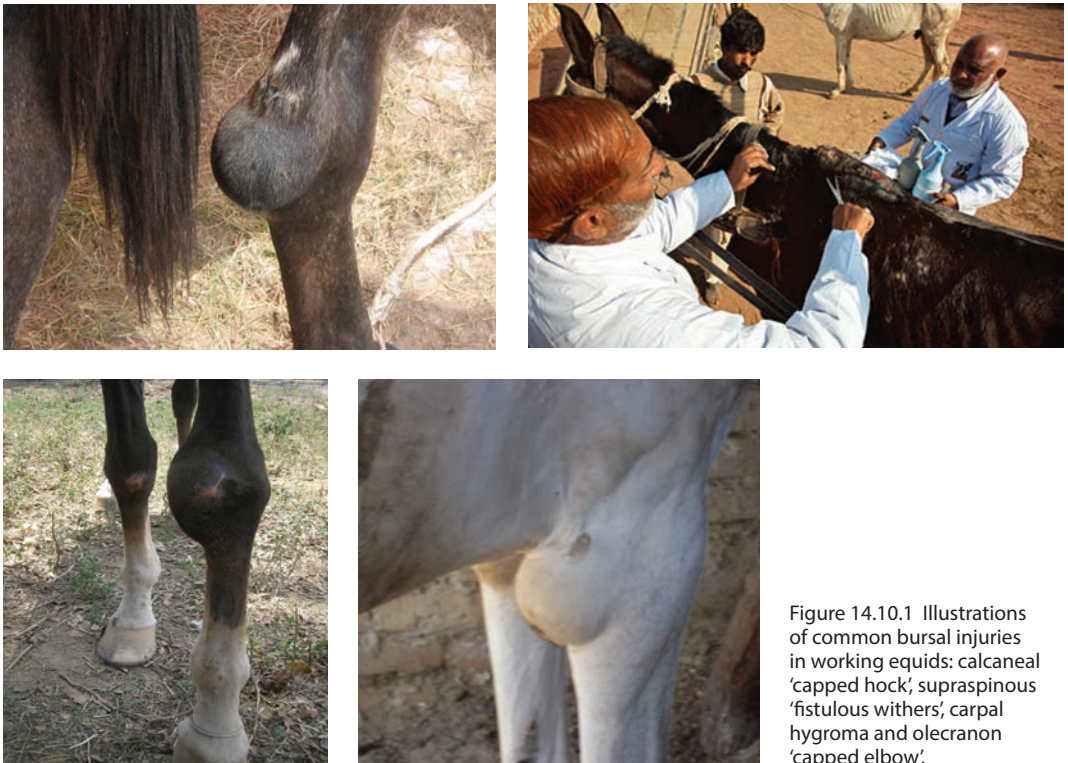 Figure 14.10.1 Illustrations
of common bursal injuries
in working equids: calcaneal
‘capped hock’, supraspinous
‘fistulous withers’, carpal
hygroma and olecranon
‘capped elbow’.